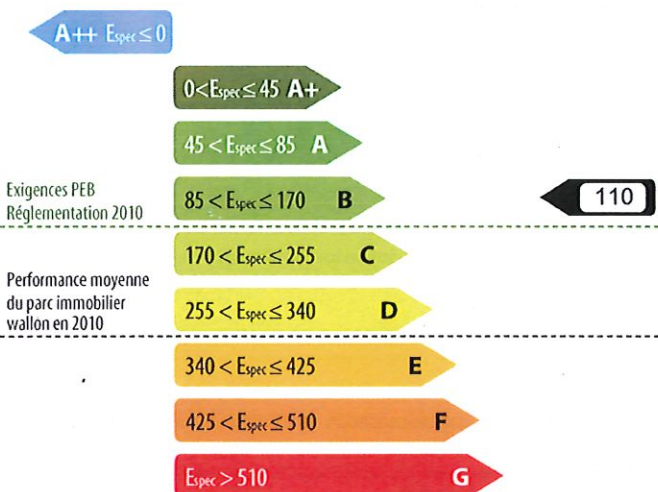 A++ Espec ≤ 0
0 < Espec ≤ 45 A+
45 < Espec ≤ 85 A
Exigences PEB
Réglementation 2010
85 < Espec ≤ 170 B
110
170 < Espec ≤ 255 C
Performance moyenne
du parc immobilier
wallon en 2010
255 < Espec ≤ 340 D
340 < Espec ≤ 425 E
425 < Espec ≤ 510 F
Espec > 510 G